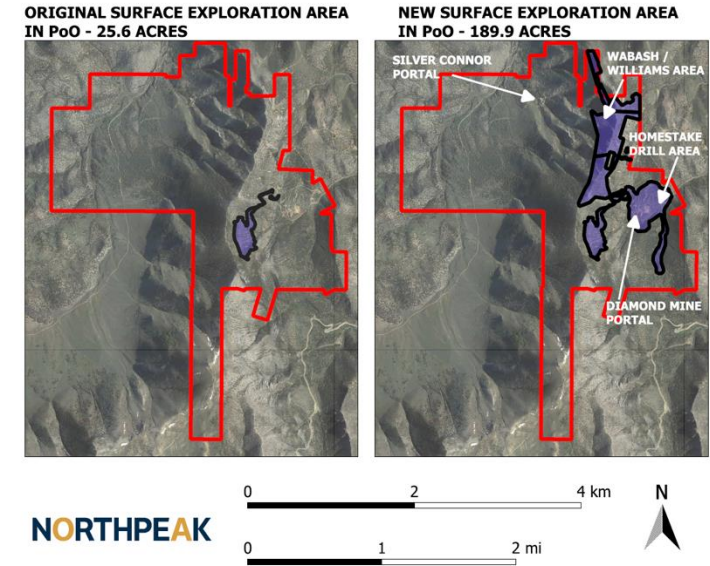 ORIGINAL SURFACE EXPLORATION AREA
IN PoO - 25.6 ACRES
NEW SURFACE EXPLORATION AREA
IN PoO - 189.9 ACRES
SILVER CONNOR
PORTAL
WABASH /
WILLIAMS AREA
HOMESTAKE
DRILL AREA
DIAMOND MINE
PORTAL
NORTHPEAK
0 2 4 km
0 1 2 mi
N